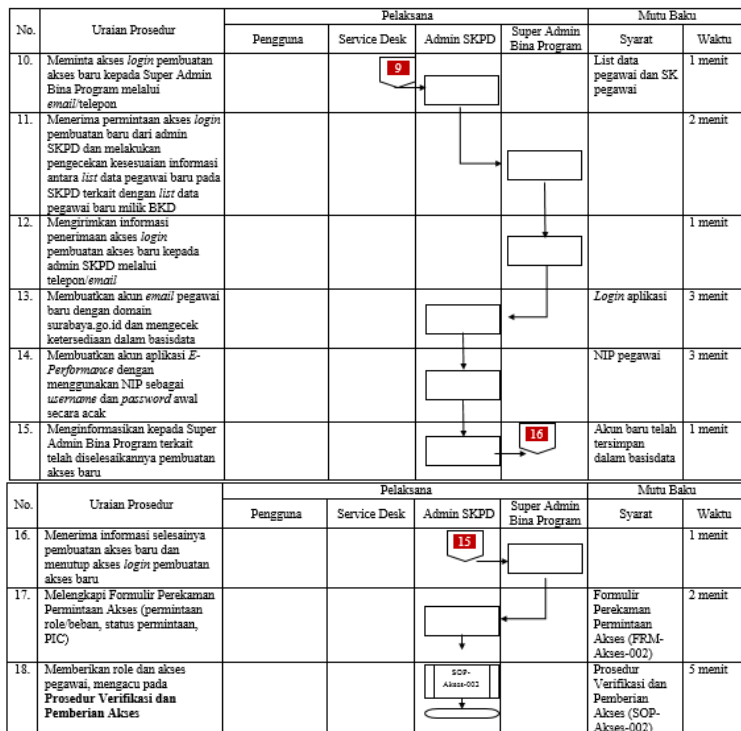 Pelaksana Mutu Baku
No. Uraian Prosedur Pengguna Service Desk Admin SKPD Super Admin Syarat Waktu
Bina Program
10. Meminta akses login pembuatan List data 1 menit
akses baru kepada Super Admin 9 pegawai dan SK
Bina Program melalui pegawai
email/telepon
11. Menerima permintaan akses login 2 menit
pembuatan baru dari admin
SKPD dan melakukan
pengecekan kesesuaian informasi
antara list data pegawai baru pada
SKPD terkait dengan list data
pegawai baru milik BKD
12. Mengirimkan informasi 1 menit
penerimaan akses login
pembuatan akses baru kepada
admin SKPD melalui
telepon/email
13. Membuatkan akun email pegawai Login aplikasi 3 menit
baru dengan domain
surabaya.go.id dan mengecek
ketersediaan dalam basisdata
14. Membuatkan akun aplikasi E- NIP pegawai 3 menit
Performance dengan
menggunakan NIP sebagai
username dan password awal
secara acak
15. Menginformasikan kepada Super 16 Akun baru telah 1 menit
Admin Bina Program terkait tersimpan
telah diselesaikannya pembuatan dalam basisdata
akses baru
Pelaksana Mutu Baku
No. Uraian Prosedur Pengguna Service Desk Admin SKPD Super Admin Syarat Waktu
Bina Program
16. Menerima informasi selesainya 15 1 menit
pembuatan akses baru dan
menutup akses login pembuatan
akses baru
17. Melengkapi Formulir Perekaman Formulir 2 menit
Permintaan Akses (permintaan Perekaman
role/beban, status permintaan, Permintaan
PIC) Akses (FRM-
Akses-002)
18. Memberikan role dan akses SOP- Prosedur 5 menit
pegawai, mengacu pada Akses-002 Verifikasi dan
Prosedur Verifikasi dan Pemberian
Pemberian Akses Akses (SOP-
Akses-002)